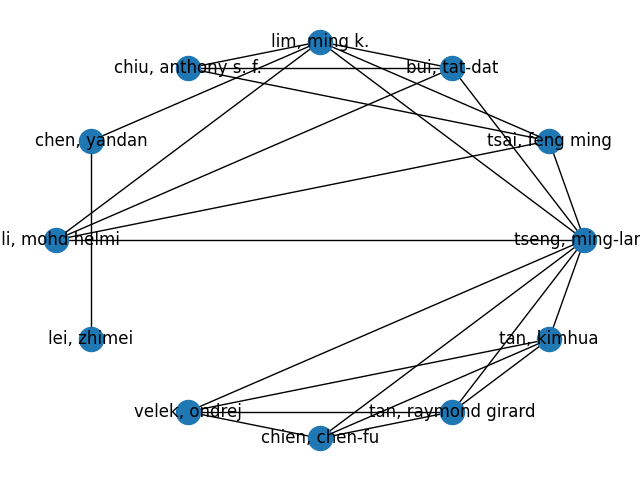 lim, ming k.
chiu, anthony s. f.
bui, tat-dat
chen, yandan
tsai, feng ming
li, mohd helmi
tseng, ming-lan
lei, zhimei
tan, kimhua
velek, ondrej
tan, raymond girard
chien, chen-fu